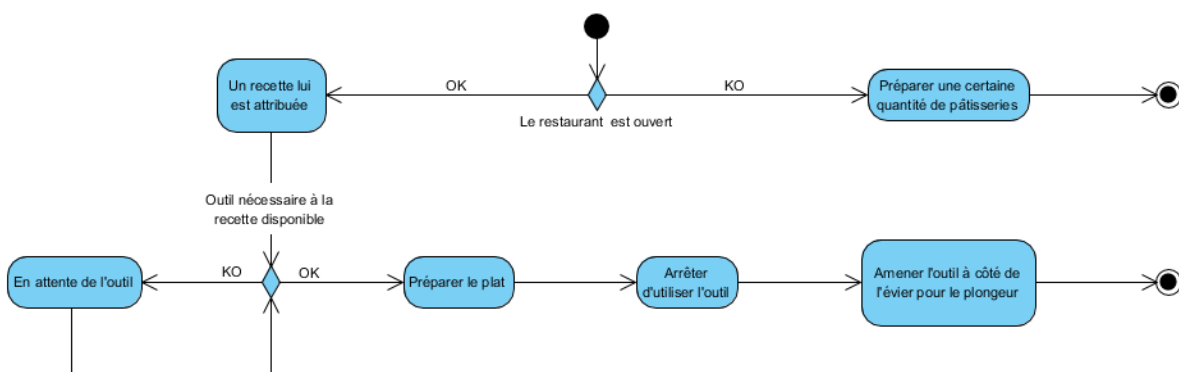 Un recette lui
est attribuée
OK
KO
Préparer une certaine
quantité de pâtisseries
Le restaurant est ouvert
Outil nécessaire à la
recette disponible
En attente de l'outil
KO
OK
Préparer le plat
Arrêter
d'utiliser l'outil
Amener l'outil à côté de
l'évier pour le plongeur